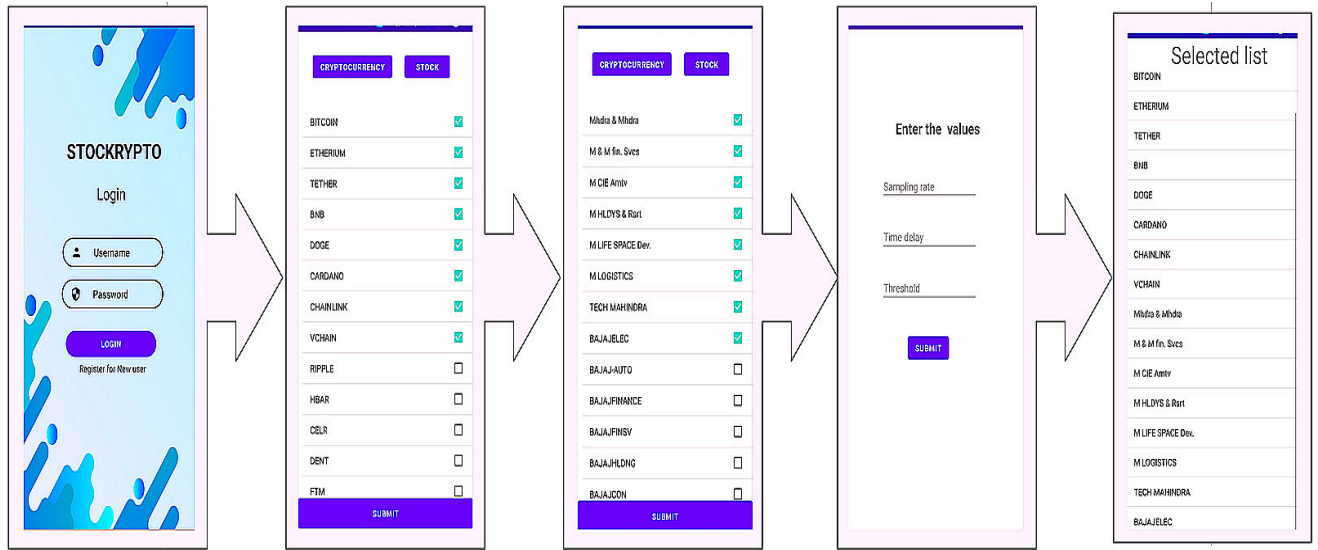 STOCKRYPTO
Login
Username
Password
LOGIN
Register for New user
CRYPTOCURRENCY STOCK
BITCOIN
ETHERIUM
TETHER
BNB
DOGE
CARDANO
CHAINLINK
VCHAIN
RIPPLE
HBAR
CELR
DENT
FTM
SUBMIT
CRYPTOCURRENCY STOCK
Mhdra & Mhdra
M & M fin. Svcs
M CIE Amtv
M HLDYS & Rsrt
M LIFE SPACE Dev.
M LOGISTICS
TECH MAHINDRA
BAJAJELEC
BAJAJ-AUTO
BAJAJFINANCE
BAJAJFINSV
BAJAJHLDNG
BAJAJCON
SUBMIT
Enter the values
Sampling rate
Time delay
Threshold
SUBMIT
Selected list
BITCOIN
ETHERIUM
TETHER
BNB
DOGE
CARDANO
CHAINLINK
VCHAIN
Mhdra & Mhdra
M & M fin. Svcs
M CIE Amtv
M HLDYS & Rsrt
M LIFE SPACE Dev.
M LOGISTICS
TECH MAHINDRA
BAJAJELEC